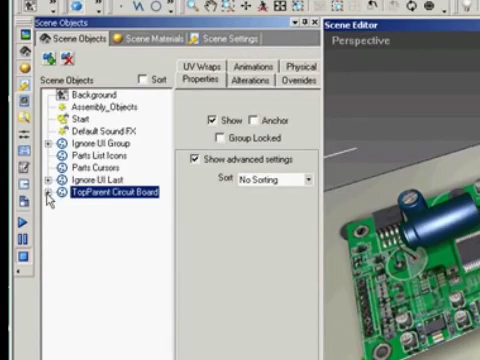 Scene Objects
Scene Editor
Scene Objects
Scene Materials
Scene Settings
Perspective
Scene Objects
Sort
UV Wraps
Animations
Physical
Properties
Alterations
Overrides
Background
Assembly_Objects
Start
Default Sound FX
Ignore UI Group
Parts List Icons
Parts Cursors
Ignore UI Last
TopParent Circuit Board
Show
Anchor
Group Locked
Show advanced settings
Sort
No Sorting